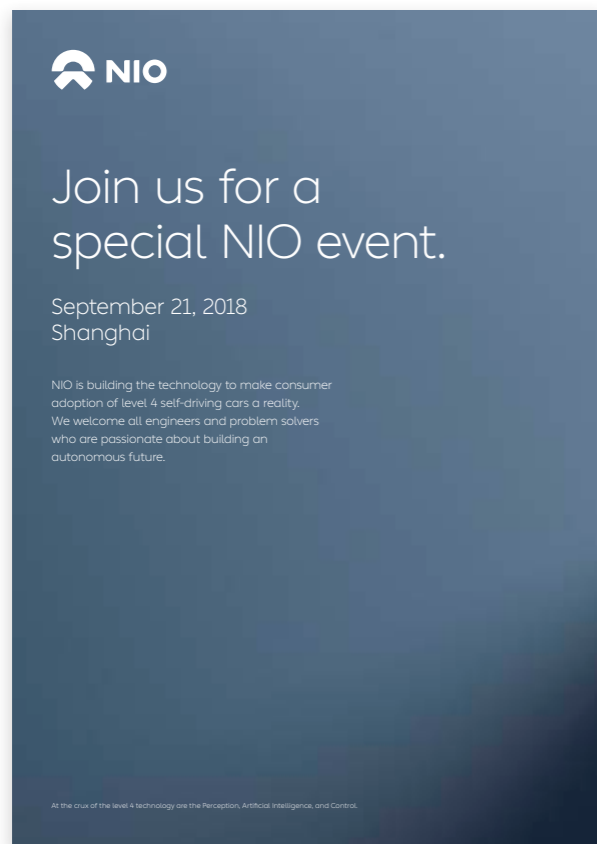 NIO
Join us for a
special NIO event.
September 21, 2018
Shanghai
NIO is building the technology to make consumer
adoption of level 4 self-driving cars a reality.
We welcome all engineers and problem solvers
who are passionate about building an
autonomous future.
At the crux of the level 4 technology are the Perception, Artificial Intelligence, and Control.